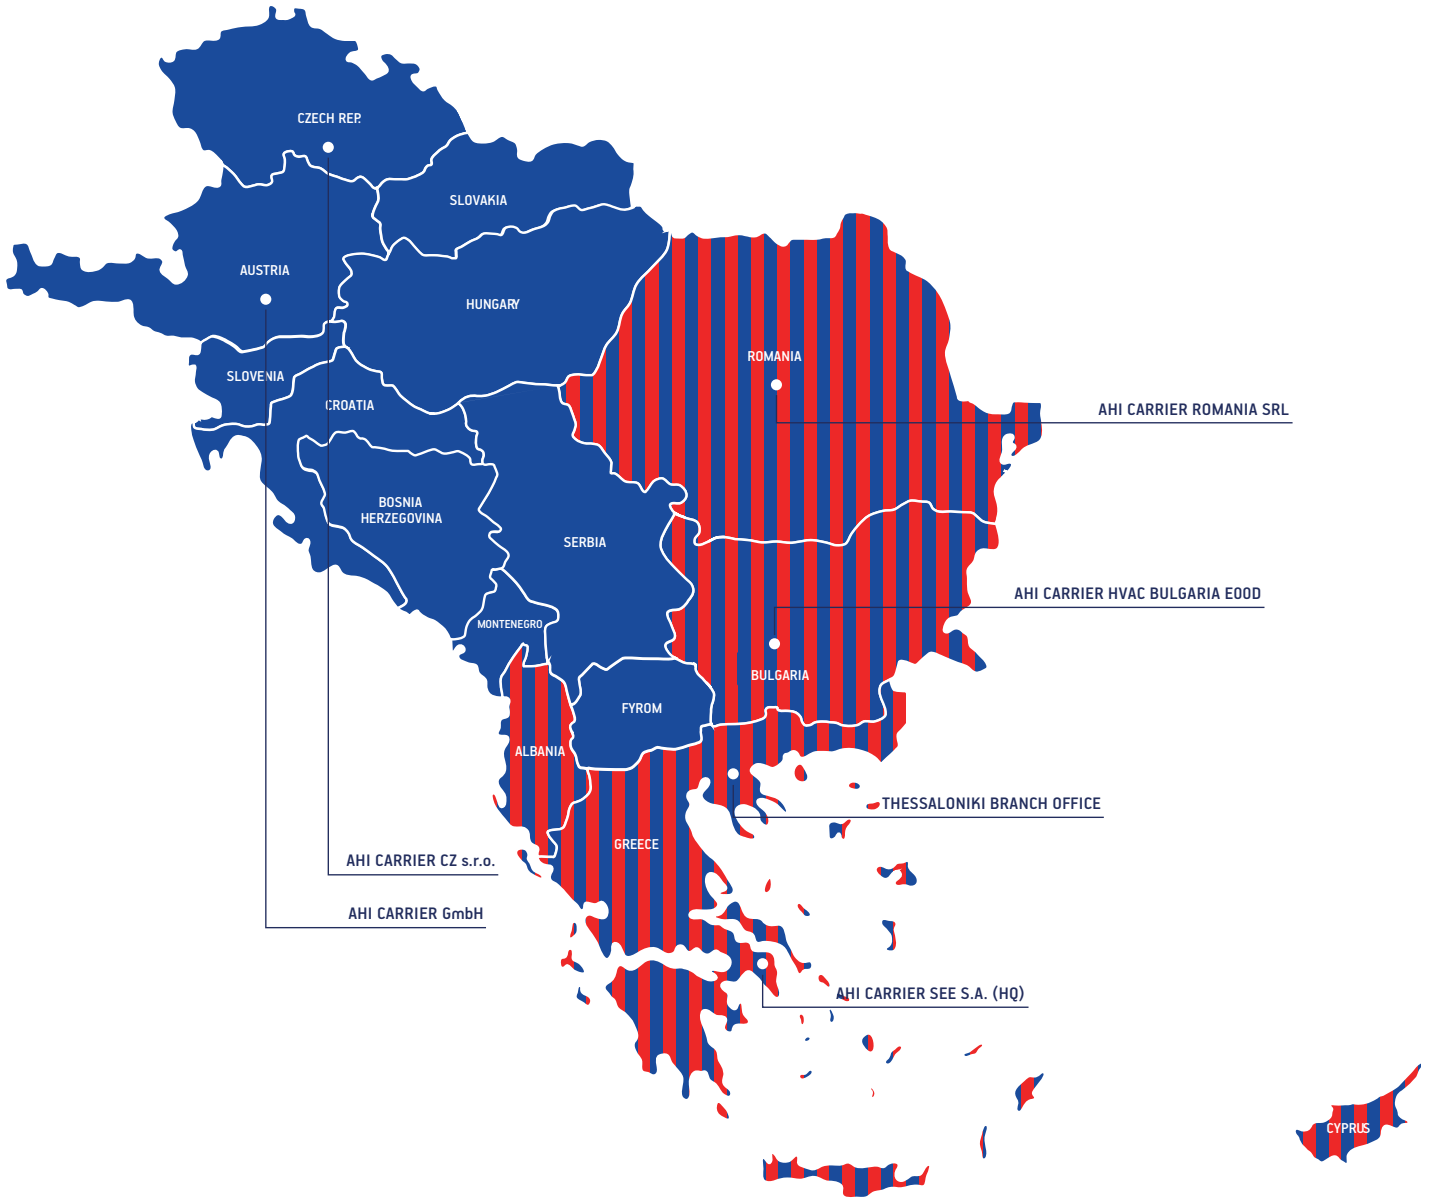 CZECH REP.
SLOVAKIA
AUSTRIA
HUNGARY
ROMANIA
SLOVENIA
CROATIA
AHI CARRIER ROMANIA SRL
BOSNIA
HERZEGOVINA
SERBIA
AHI CARRIER HVAC BULGARIA EOOD
MONTENEGRO
BULGARIA
FYROM
ALBANIA
THESSALONIKI BRANCH OFFICE
GREECE
AHI CARRIER CZ s.r.o.
AHI CARRIER GmbH
AHI CARRIER SEE S.A. (HQ)
CYPRUS